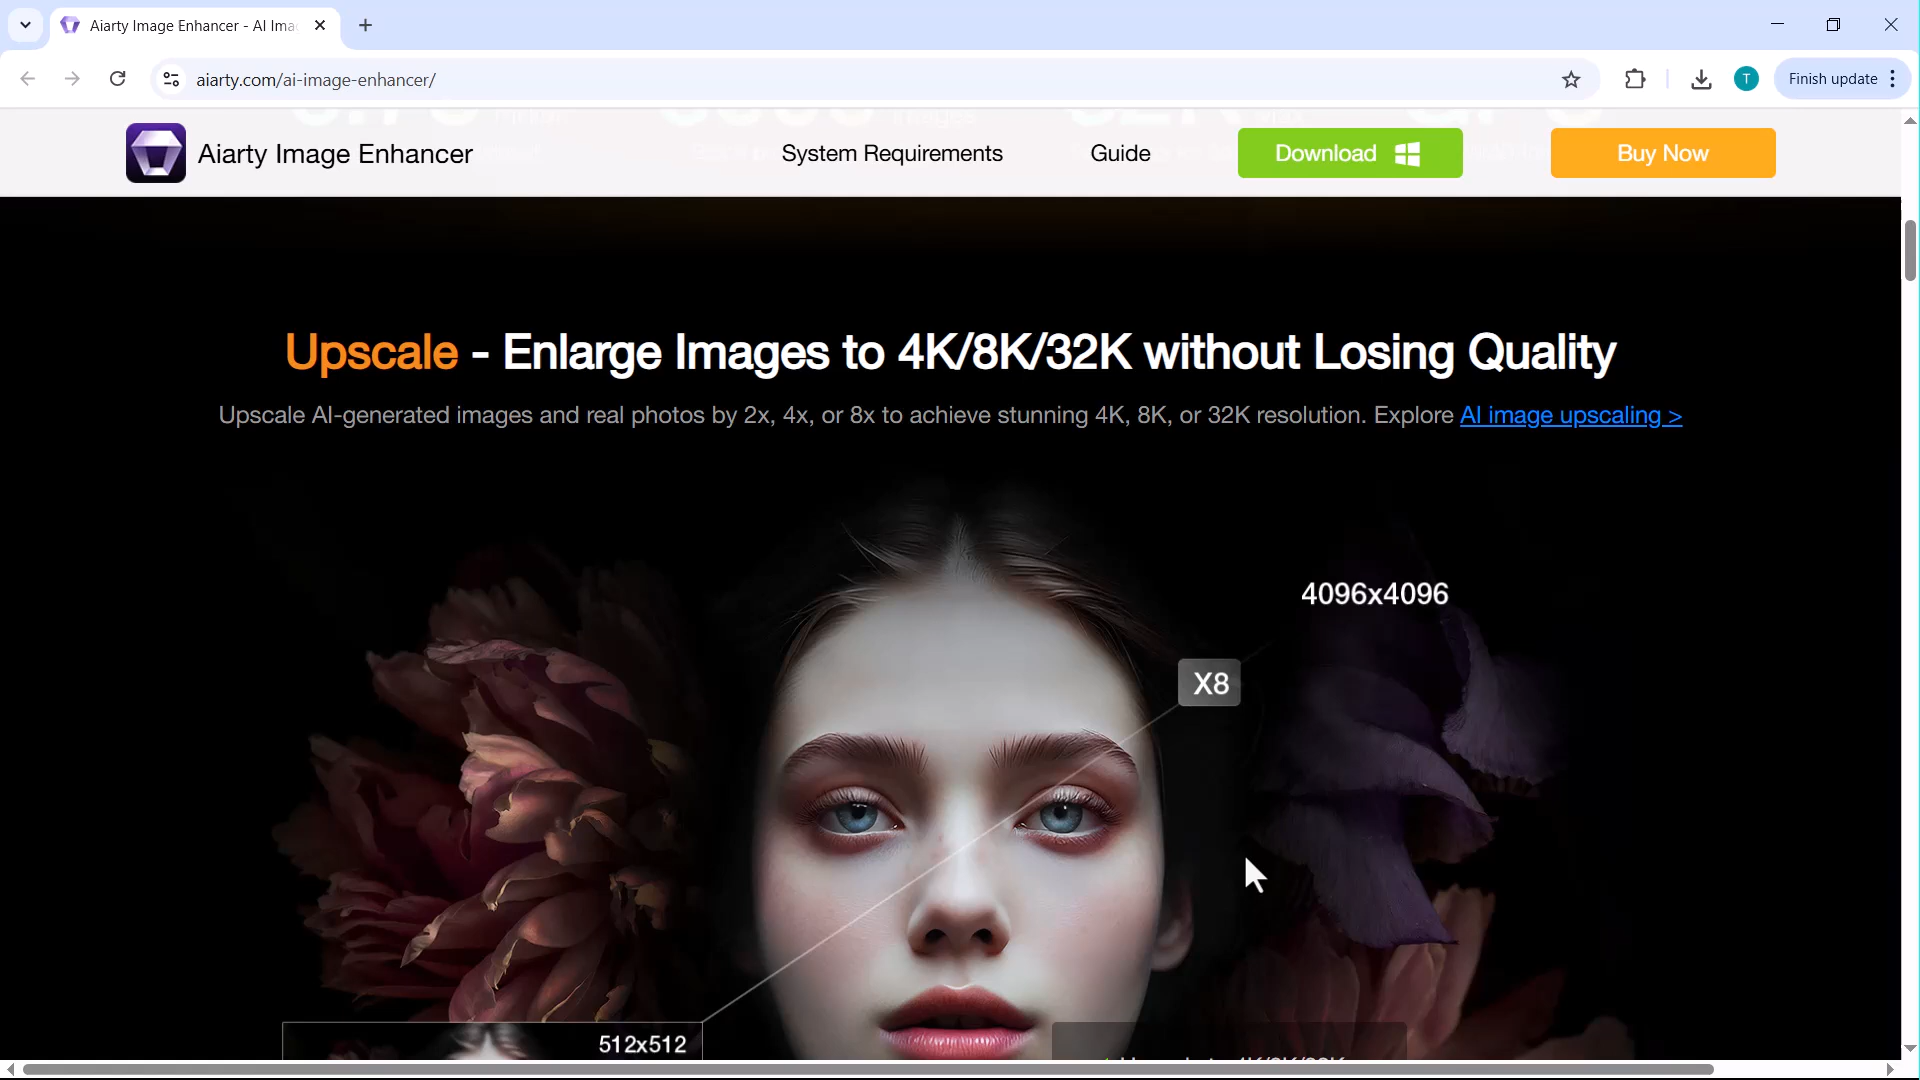 Aiarty Image Enhancer - AI Ima
aiarty.com/ai-image-enhancer/
T
Finish update
Aiarty Image Enhancer
System Requirements
Guide
Download
Buy Now
Upscale - Enlarge Images to 4K/8K/32K without Losing Quality
Upscale AI-generated images and real photos by 2x, 4x, or 8x to achieve stunning 4K, 8K, or 32K resolution. Explore AI image upscaling >
4096x4096
X8
512x512